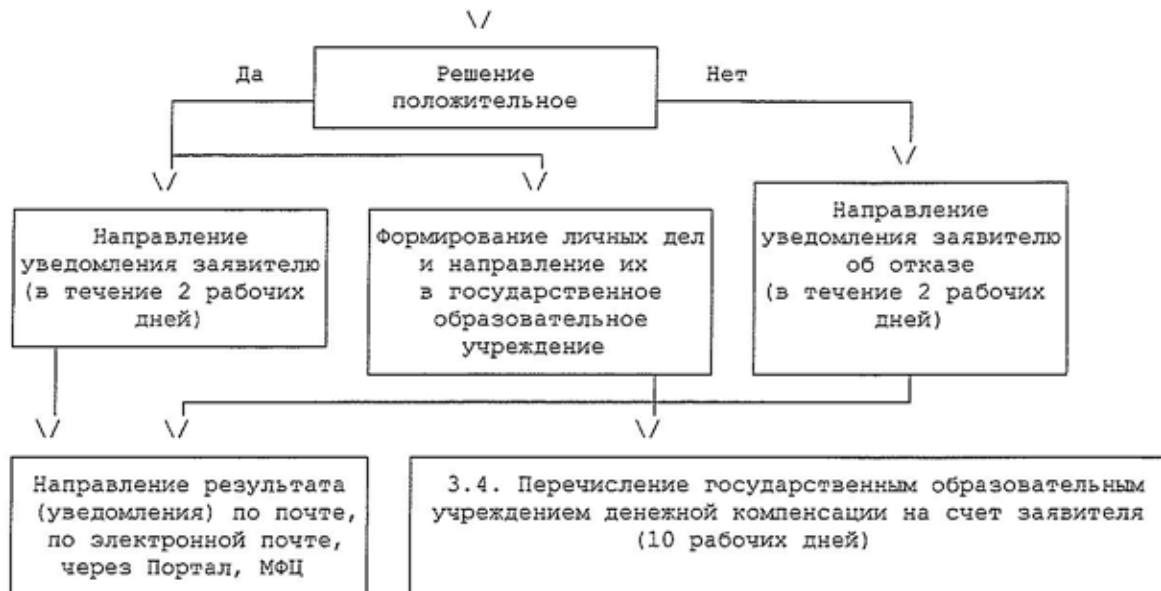 \/
Да
Решение
положительное
Нет
\/
\/
\/
Направление
уведомления заявителю
(в течение 2 рабочих
дней)
Формирование личных дел
и направление их
в государственное
образовательное
учреждение
Направление
уведомления заявителю
об отказе
(в течение 2 рабочих
дней)
\/
\/
\/
Направление результата
(уведомления) по почте,
по электронной почте,
через Портал, МФЦ
3.4. Перечисление государственным образовательным
учреждением денежной компенсации на счет заявителя
(10 рабочих дней)